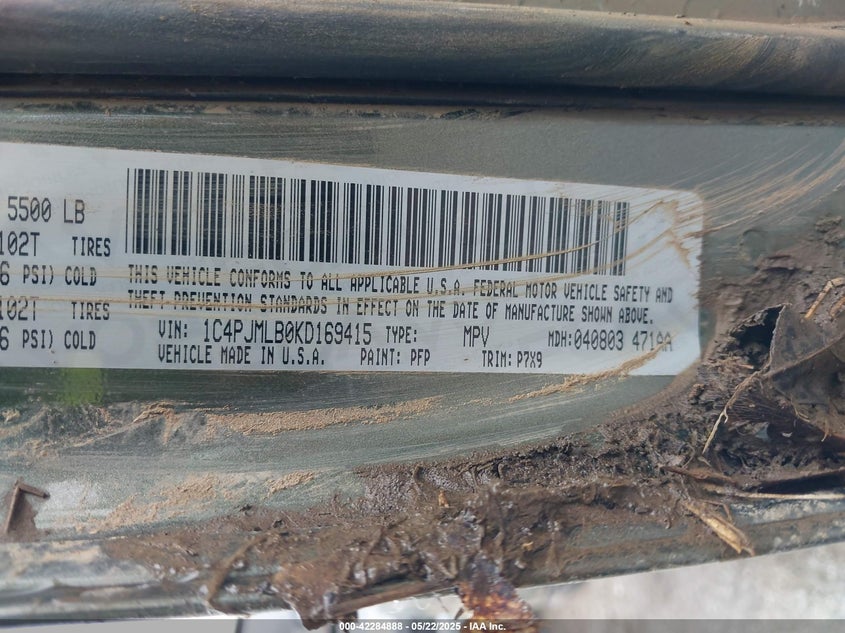 5500 LB
102T TIRES
6 PSI) COLD
102T TIRES
6 PSI) COLD
THIS VEHICLE CONFORMS TO ALL APPLICABLE U.S.A. FEDERAL MOTOR VEHICLE SAFETY AND
THEFT PREVENTION STANDARDS IN EFFECT ON THE DATE OF MANUFACTURE SHOWN ABOVE.
VIN: 1C4PJMLB0KD169415 TYPE: MPV MDH:040803 471AA
VEHICLE MADE IN U.S.A. PAINT: PFP TRIM: P7X9
000-42284888 - 05/22/2025 - IAA Inc.